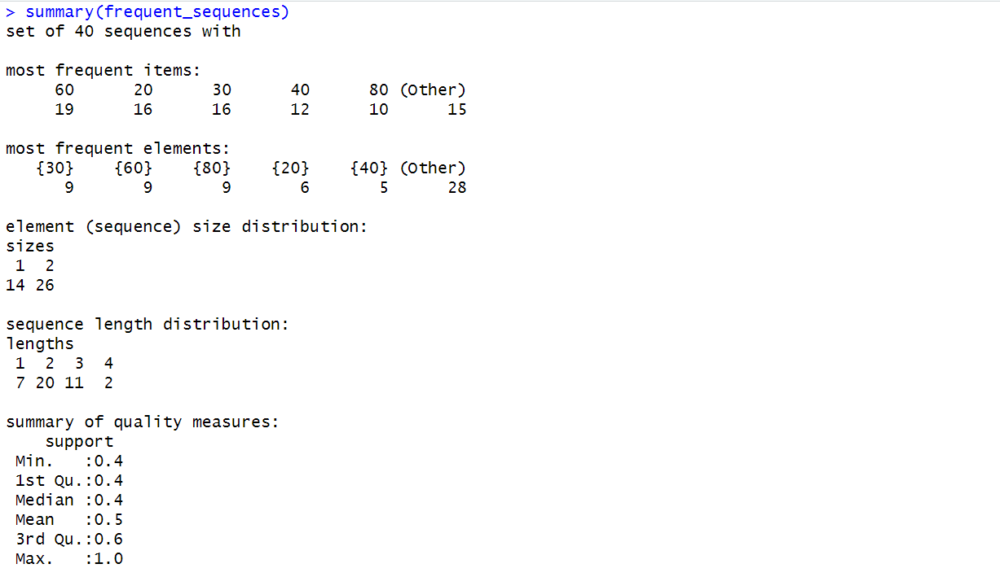 > summary(frequent_sequences)
set of 40 sequences with

most frequent items:
     60      20      30      40      80 (Other)
     19      16      16      12      10      15

most frequent elements:
   {30}    {60}    {80}    {20}    {40} (Other)
      9       9       9       6       5      28

element (sequence) size distribution:
sizes
 1  2
14 26

sequence length distribution:
lengths
 1  2  3  4
 7 20 11  2

summary of quality measures:
    support
 Min.   :0.4
 1st Qu.:0.4
 Median :0.4
 Mean   :0.5
 3rd Qu.:0.6
 Max.   :1.0